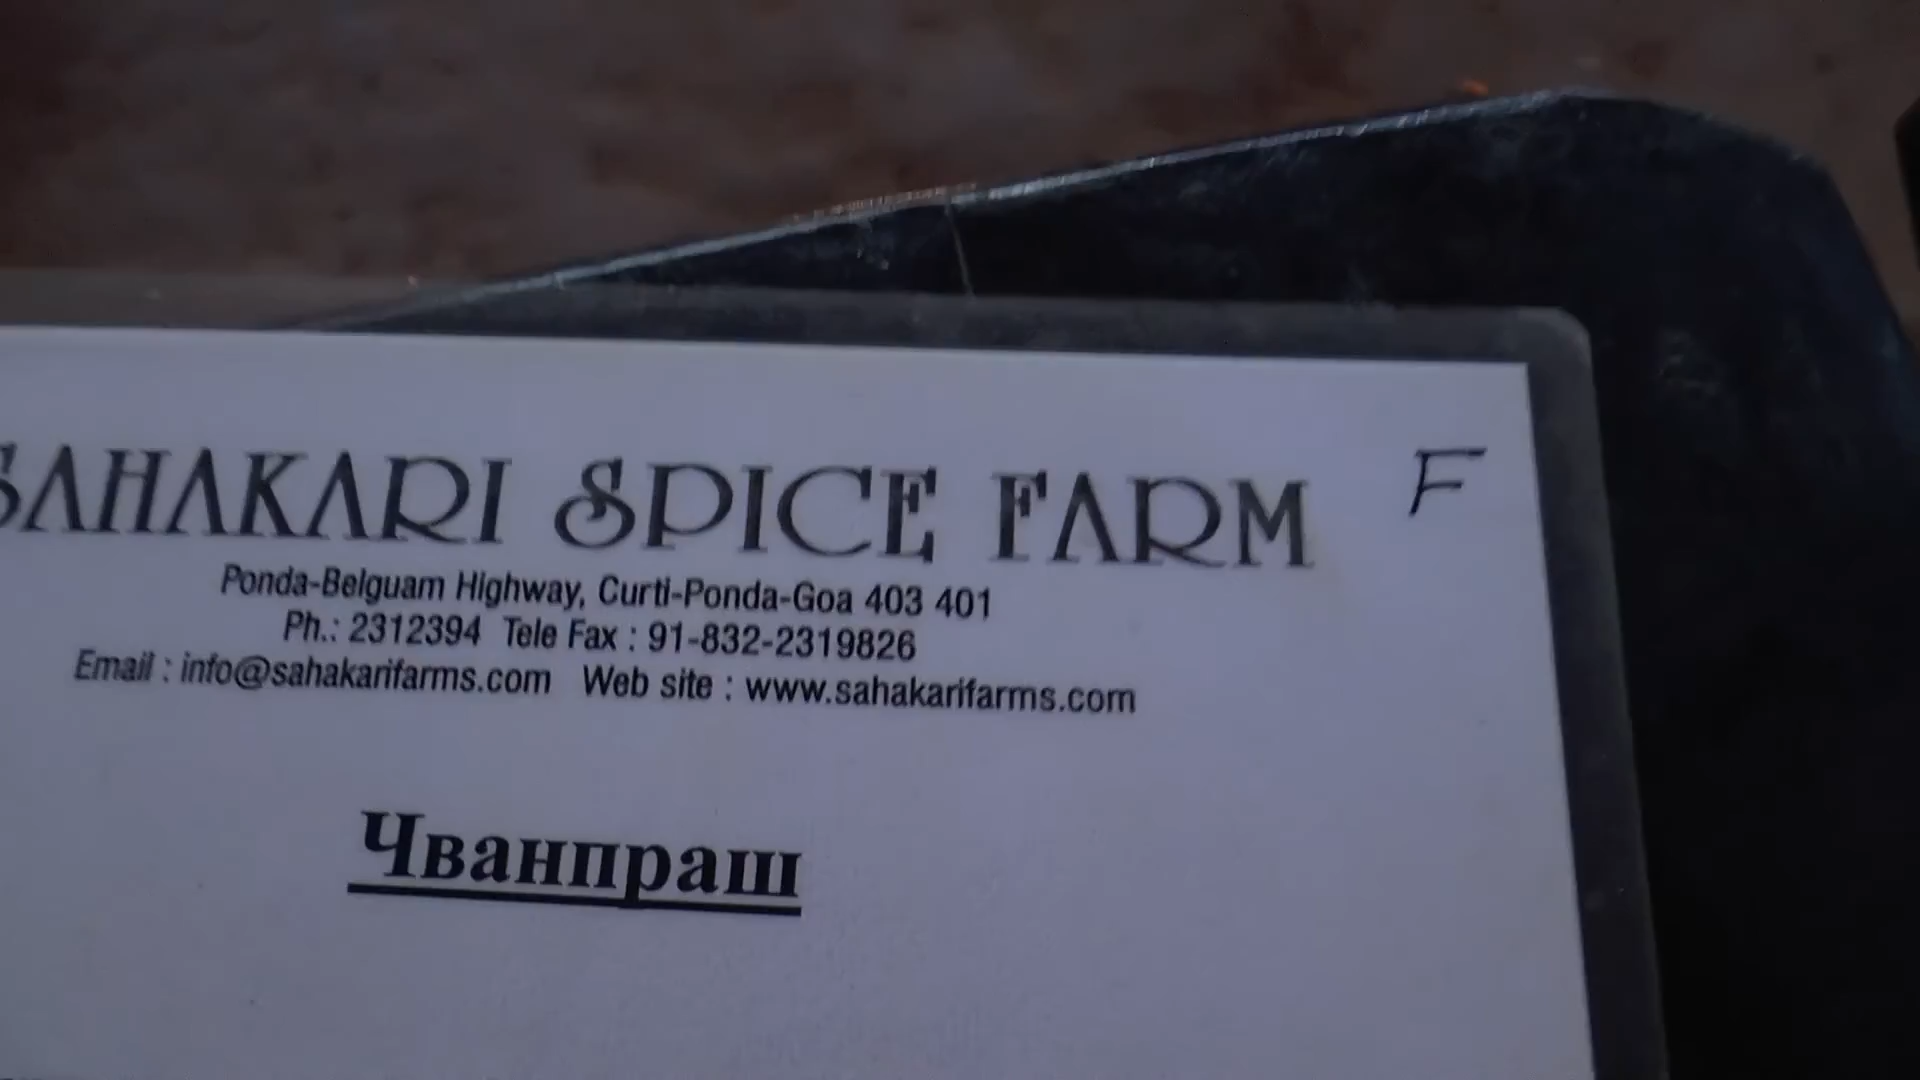 SAHAKARI SPICE FARM F
Ponda-Belguam Highway, Curti-Ponda-Goa 403 401
Ph.: 2312394 Tele Fax : 91-832-2319826
Email : info@sahakarifarms.com Web site : www.sahakarifarms.com
Чванпраш